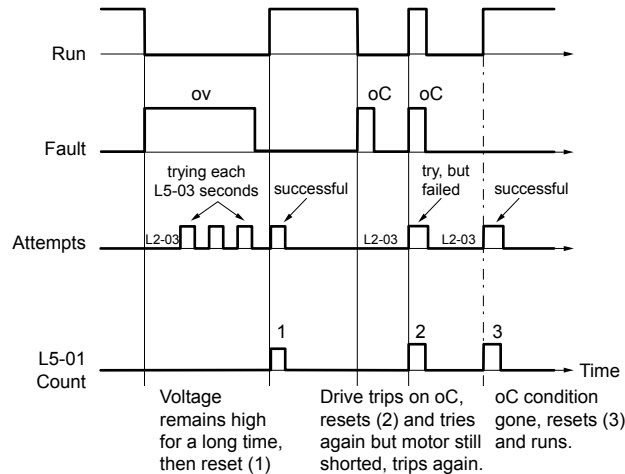 Run
ov
oC
oC
Fault
trying each
L5-03 seconds
successful
try, but
failed
successful
Attempts
L2-03
L2-03
L2-03
1
2
3
L5-01
Count
Time
Voltage
remains high
for a long time,
then reset (1)
Drive trips on oC,
resets (2) and tries
again but motor still
shorted, trips again.
oC condition
gone, resets (3)
and runs.